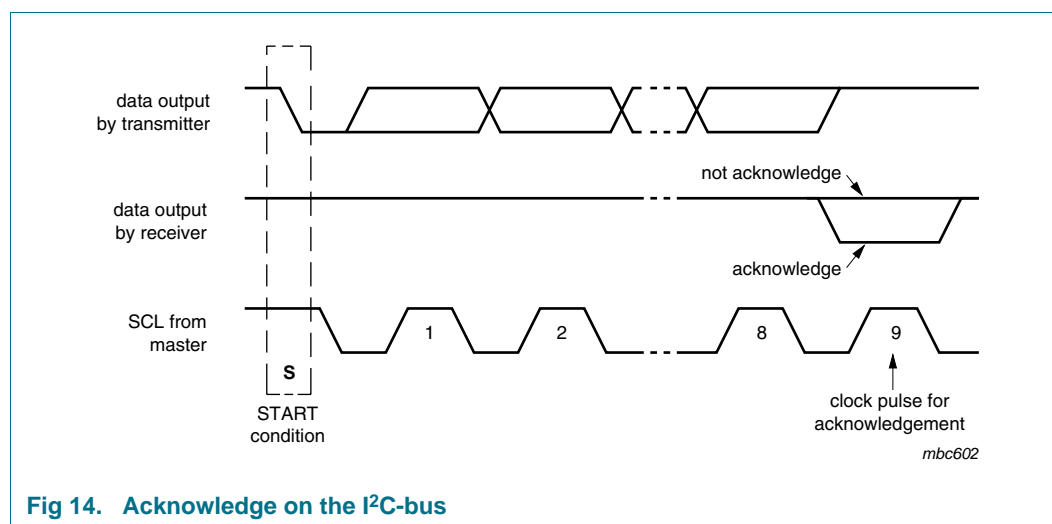 data output
by transmitter
not acknowledge
data output
by receiver
acknowledge
SCL from
master
1
2
8
9
S
START
condition
clock pulse for
acknowledgement
mbc602
Fig 14. Acknowledge on the I²C-bus